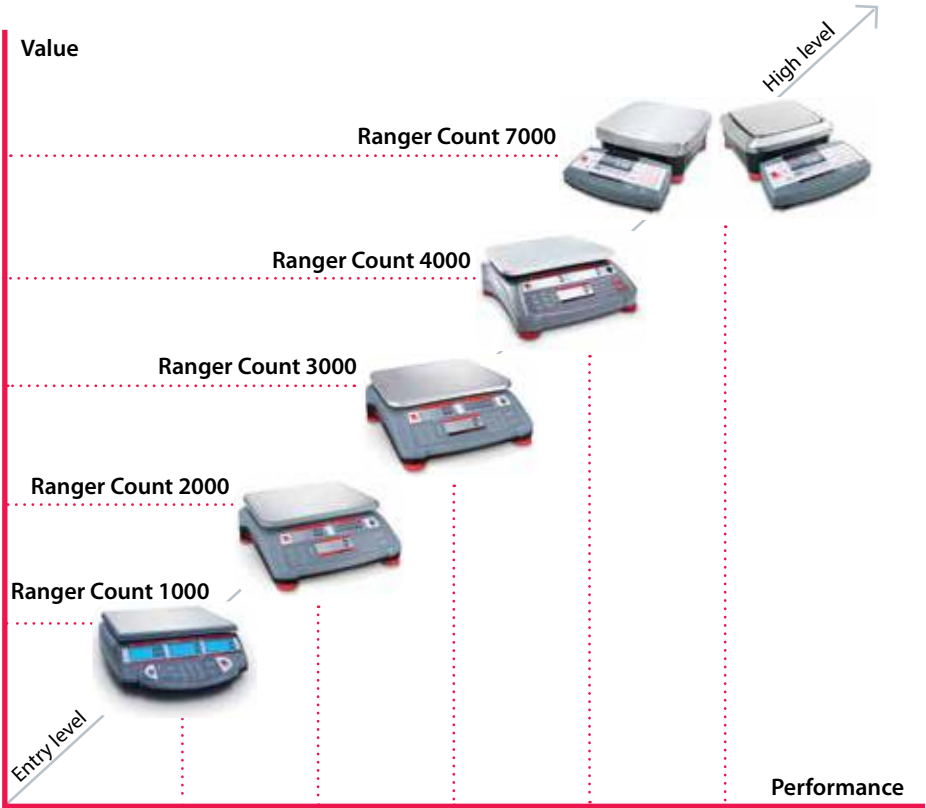 Value
High level
Ranger Count 7000
Ranger Count 4000
Ranger Count 3000
Ranger Count 2000
Ranger Count 1000
Entry level
Performance